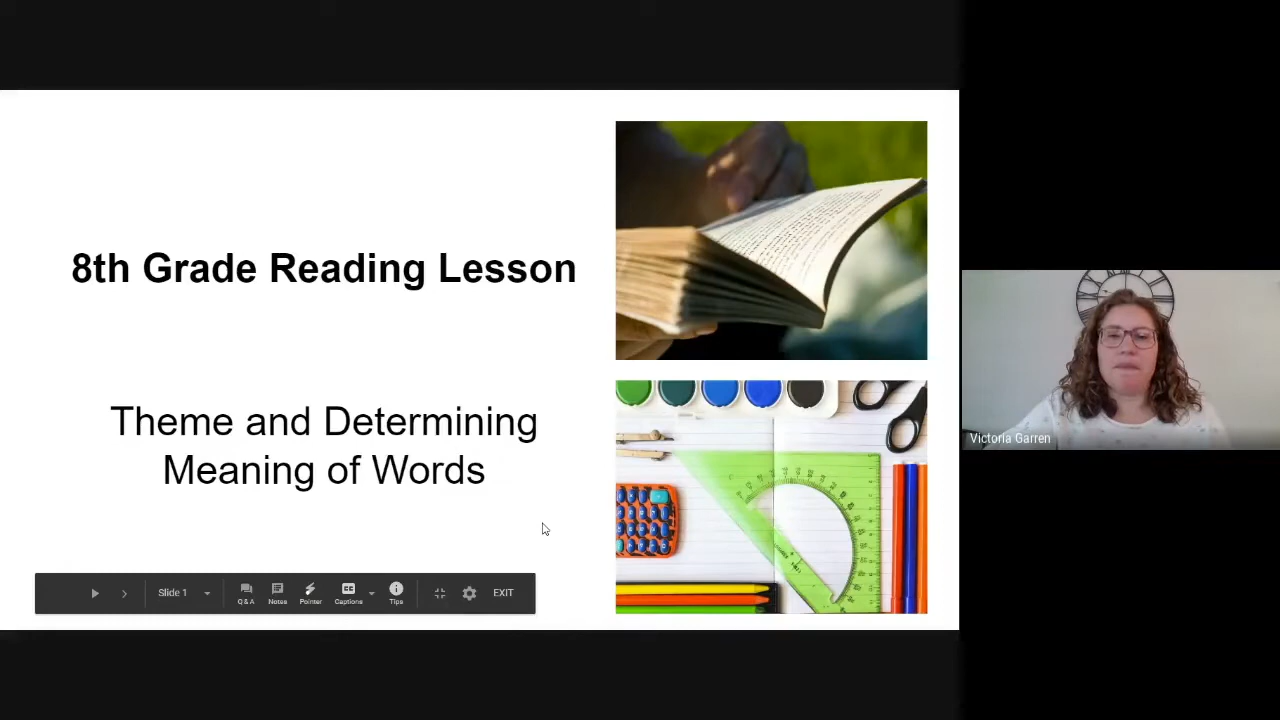 8th Grade Reading Lesson
Theme and Determining
Meaning of Words
Slide 1
Q & A
Notes
Pointer
Captions
Tips
EXIT
Victoria Garren